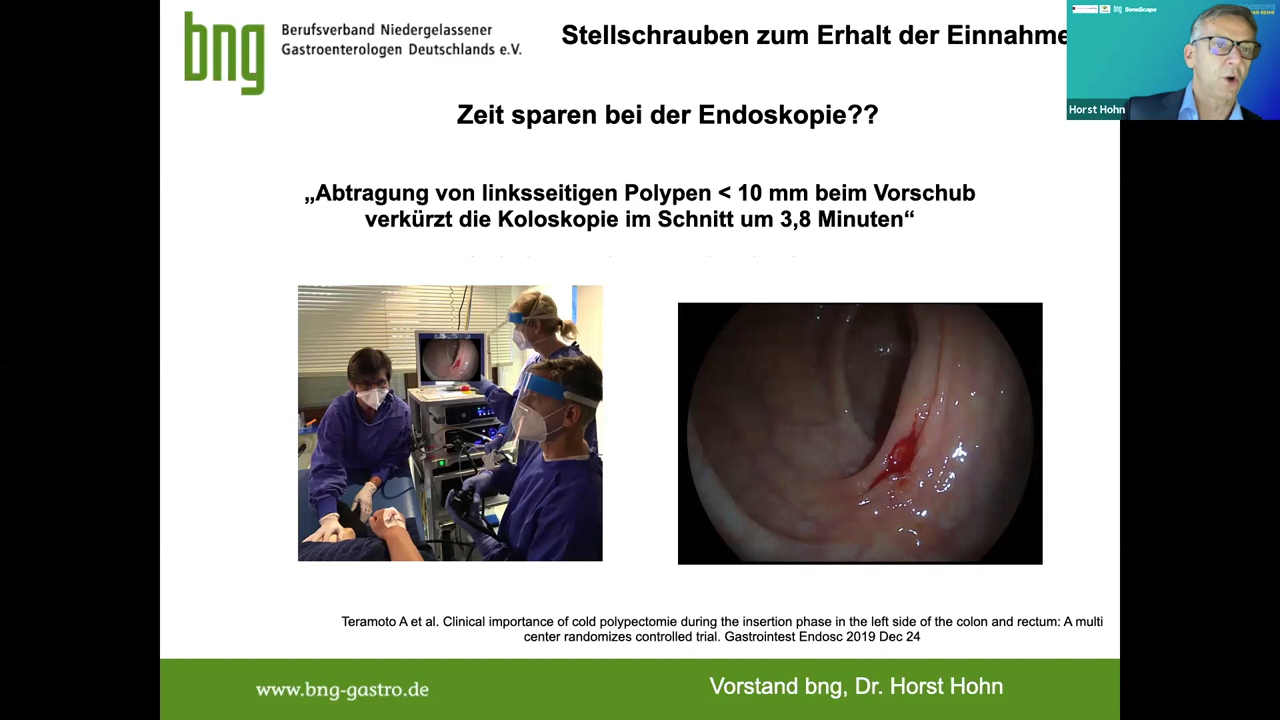 bng
Berufsverband Niedergelassener
Gastroenterologen Deutschlands e.V.
Stellschrauben zum Erhalt der Einnahme
SonoScape
Horst Hohn
Zeit sparen bei der Endoskopie??
„Abtragung von linksseitigen Polypen < 10 mm beim Vorschub
verkürzt die Koloskopie im Schnitt um 3,8 Minuten“
Teramoto A et al. Clinical importance of cold polypectomie during the insertion phase in the left side of the colon and rectum: A multi
center randomizes controlled trial. Gastrointest Endosc 2019 Dec 24
www.bng-gastro.de
Vorstand bng, Dr. Horst Hohn